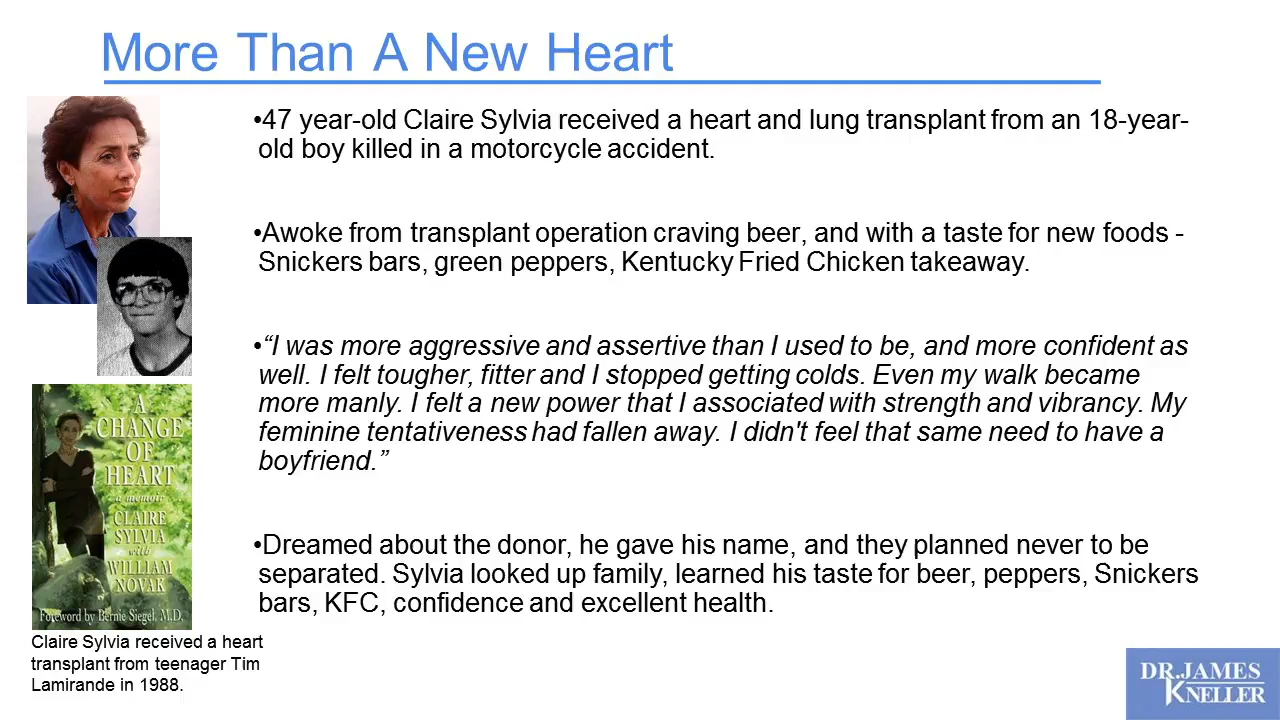 More Than A New Heart
•47 year-old Claire Sylvia received a heart and lung transplant from an 18-year-
old boy killed in a motorcycle accident.
•Awoke from transplant operation craving beer, and with a taste for new foods -
Snickers bars, green peppers, Kentucky Fried Chicken takeaway.
•“I was more aggressive and assertive than I used to be, and more confident as
well. I felt tougher, fitter and I stopped getting colds. Even my walk became
more manly. I felt a new power that I associated with strength and vibrancy. My
feminine tentativeness had fallen away. I didn't feel that same need to have a
boyfriend.”
•Dreamed about the donor, he gave his name, and they planned never to be
separated. Sylvia looked up family, learned his taste for beer, peppers, Snickers
bars, KFC, confidence and excellent health.
A
CHANGE
OF
HEART
a memoir
CLAIRE
SYLVIA
with
WILLIAM
NOVAK
Foreword by Bernie Siegel, M.D.
Claire Sylvia received a heart
transplant from teenager Tim
Lamirande in 1988.
DR.JAMES
KNELLER